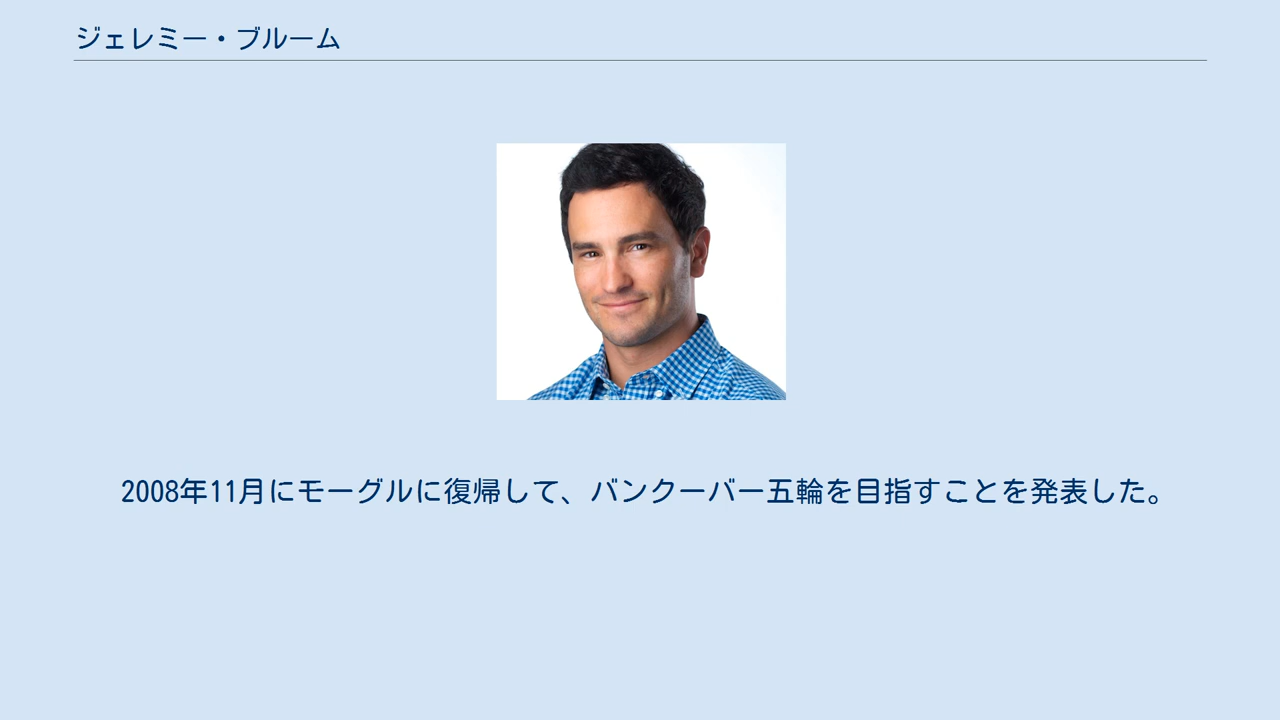 ジェレミー・ブルーム
2008年11月にモーグルに復帰して、バンクーバー五輪を目指すことを発表した。